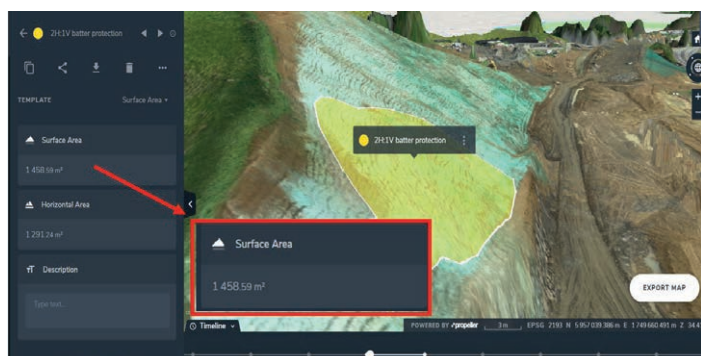 2H:1V batter protection
TEMPLATE
Surface Area
Surface Area
1 458.59 m²
Horizontal Area
1 291.24 m²
Description
Type text...
2H:1V batter protection
Surface Area
1 458.59 m²
EXPORT MAP
Timeline
POWERED BY propeller 3 m EPSG 2193 N 5 957 039.386 m E 1 749 660.491 m Z 34.4